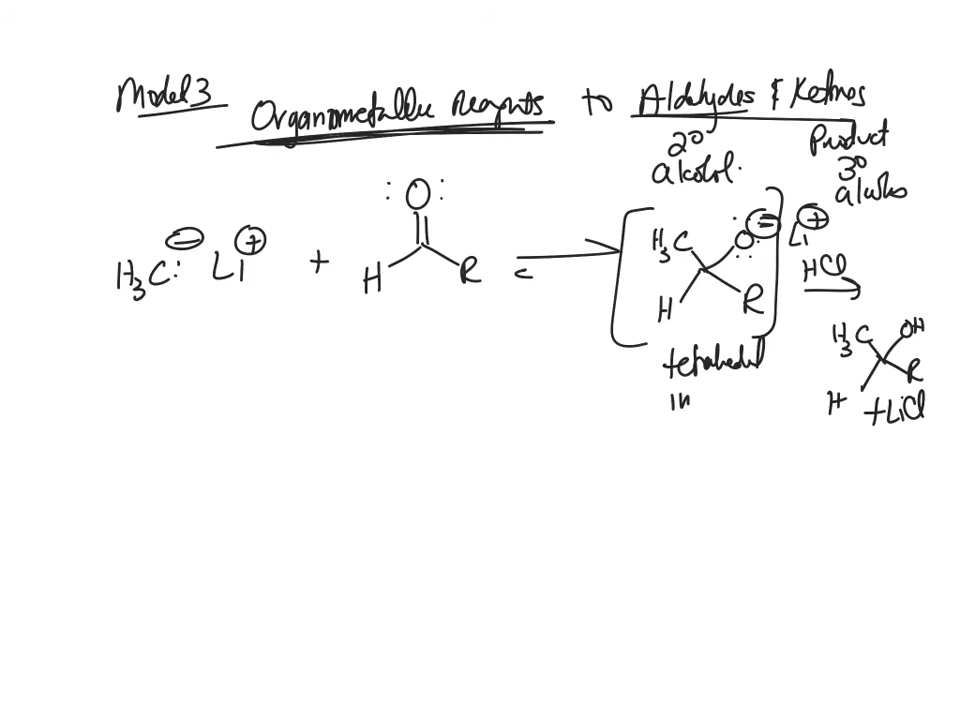 Model 3
Organometallic Reagents to Aldehydes & Ketones
2° alcohol.
Product 3°
H3C:⊖ Li⊕ + H :O: R → [H3C O⊖ H R] Li⊕ HCl →
tetrahedral
in
H3C OH R H
+LiCl